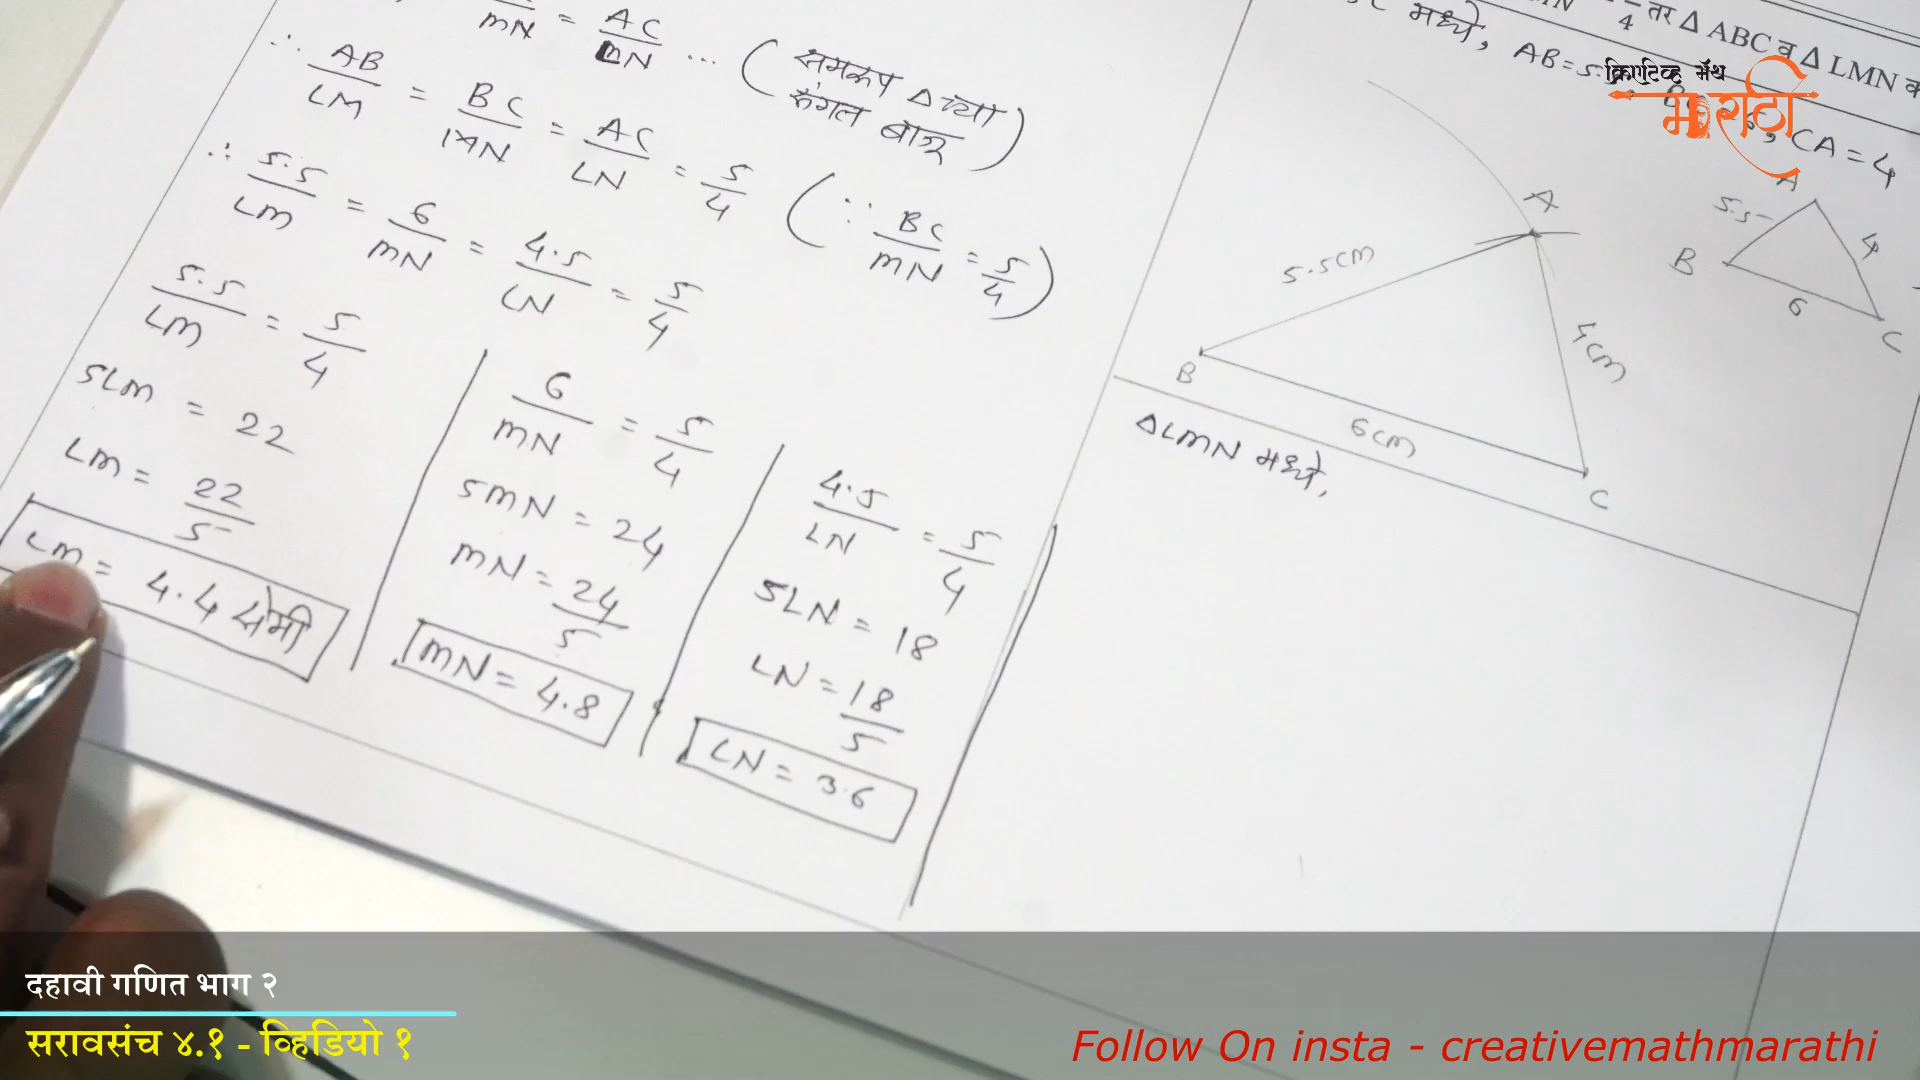 MN = AC/MN ... (समरूप Δ च्या संगत बाजू)
∴ AB/LM = BC/MN = AC/LN = 5/4 (∵ BC/MN = 5/4)
∴ 5.5/LM = 6/MN = 4.5/LN = 5/4
5.5/LM = 5/4
5LM = 22
LM = 22/5
LM = 4.4 सेमी
6/MN = 5/4
5MN = 24
MN = 24/5
MN = 4.8
4.5/LN = 5/4
5LN = 18
LN = 18/5
LN = 3.6
4 तर Δ ABC व Δ LMN
मध्ये, AB = 5. , CA = 4
क्रिएटिव्ह मॅथ
मराठी
A
5.5cm
4cm
B
6cm
C
A
5.5
4
B
6
C
ΔLMN मध्ये,
दहावी गणित भाग २
सरावसंच ४.१ - व्हिडियो १
Follow On insta - creativemathmarathi